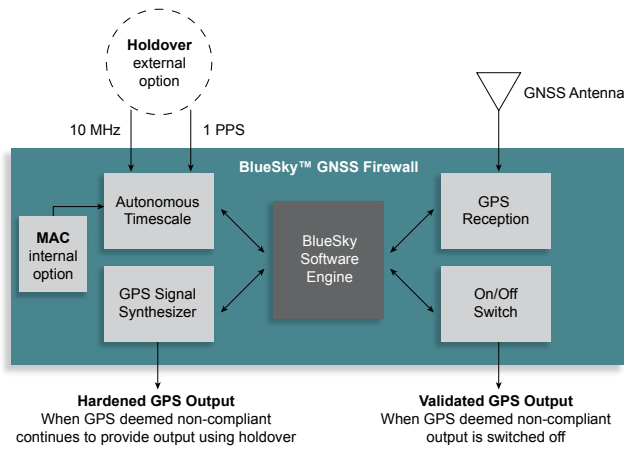 Holdover
external
option
GNSS Antenna
10 MHz
1 PPS
BlueSky™ GNSS Firewall
Autonomous
Timescale
GPS
Reception
MAC
internal
option
BlueSky
Software
Engine
GPS Signal
Synthesizer
On/Off
Switch
Hardened GPS Output
When GPS deemed non-compliant
continues to provide output using holdover
Validated GPS Output
When GPS deemed non-compliant
output is switched off